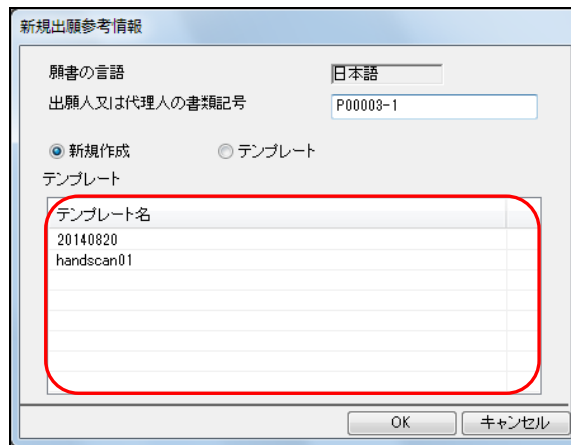 新規出願参考情報
願書の言語 日本語
出願人又は代理人の書類記号 P00003-1
新規作成 テンプレート
テンプレート
テンプレート名
20140820
handscan01
OK キャンセル